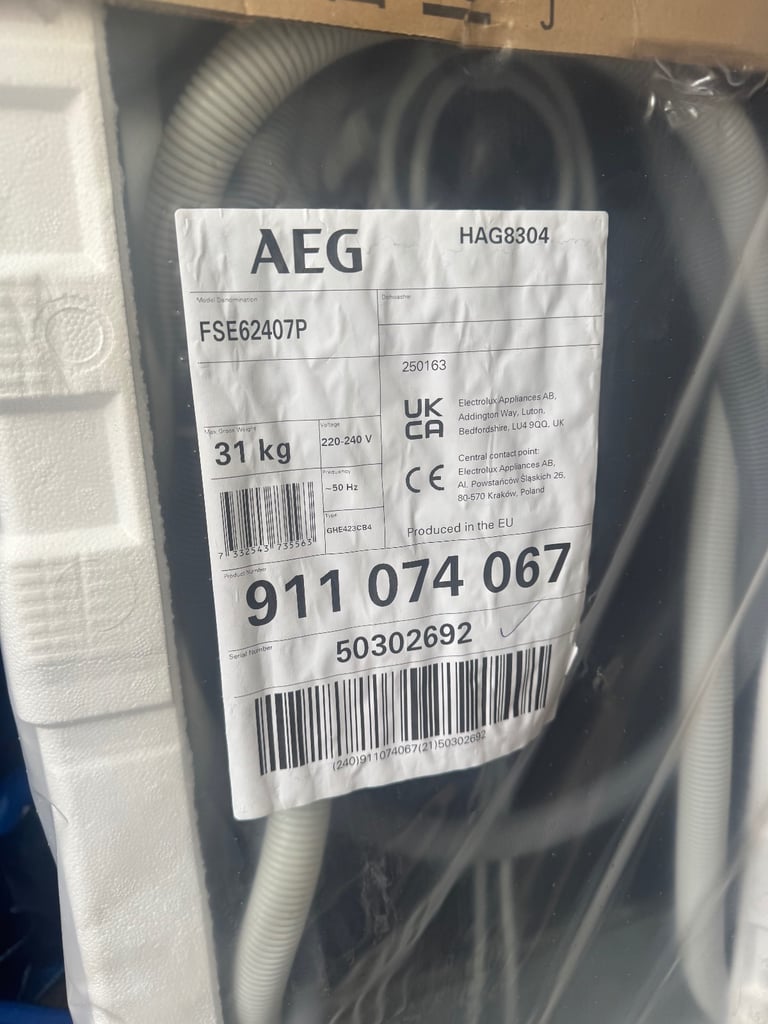 AEG
HAG8304
Model Denomination
Dishwasher
FSE62407P
250163
UK
CA
Electrolux Appliances AB,
Addington Way, Luton,
Bedfordshire, LU4 9QQ, UK
Max Gross Weight
31 kg
Voltage
220-240 V
Frequency
~50 Hz
Type
GHE423CB4
CE
Central contact point:
Electrolux Appliances AB,
Al. Powstańców Śląskich 26,
80-570 Kraków, Poland
Produced in the EU
7 332543 735563
Product Number
911 074 067
Serial Number
50302692
(240)911074067(21)50302692